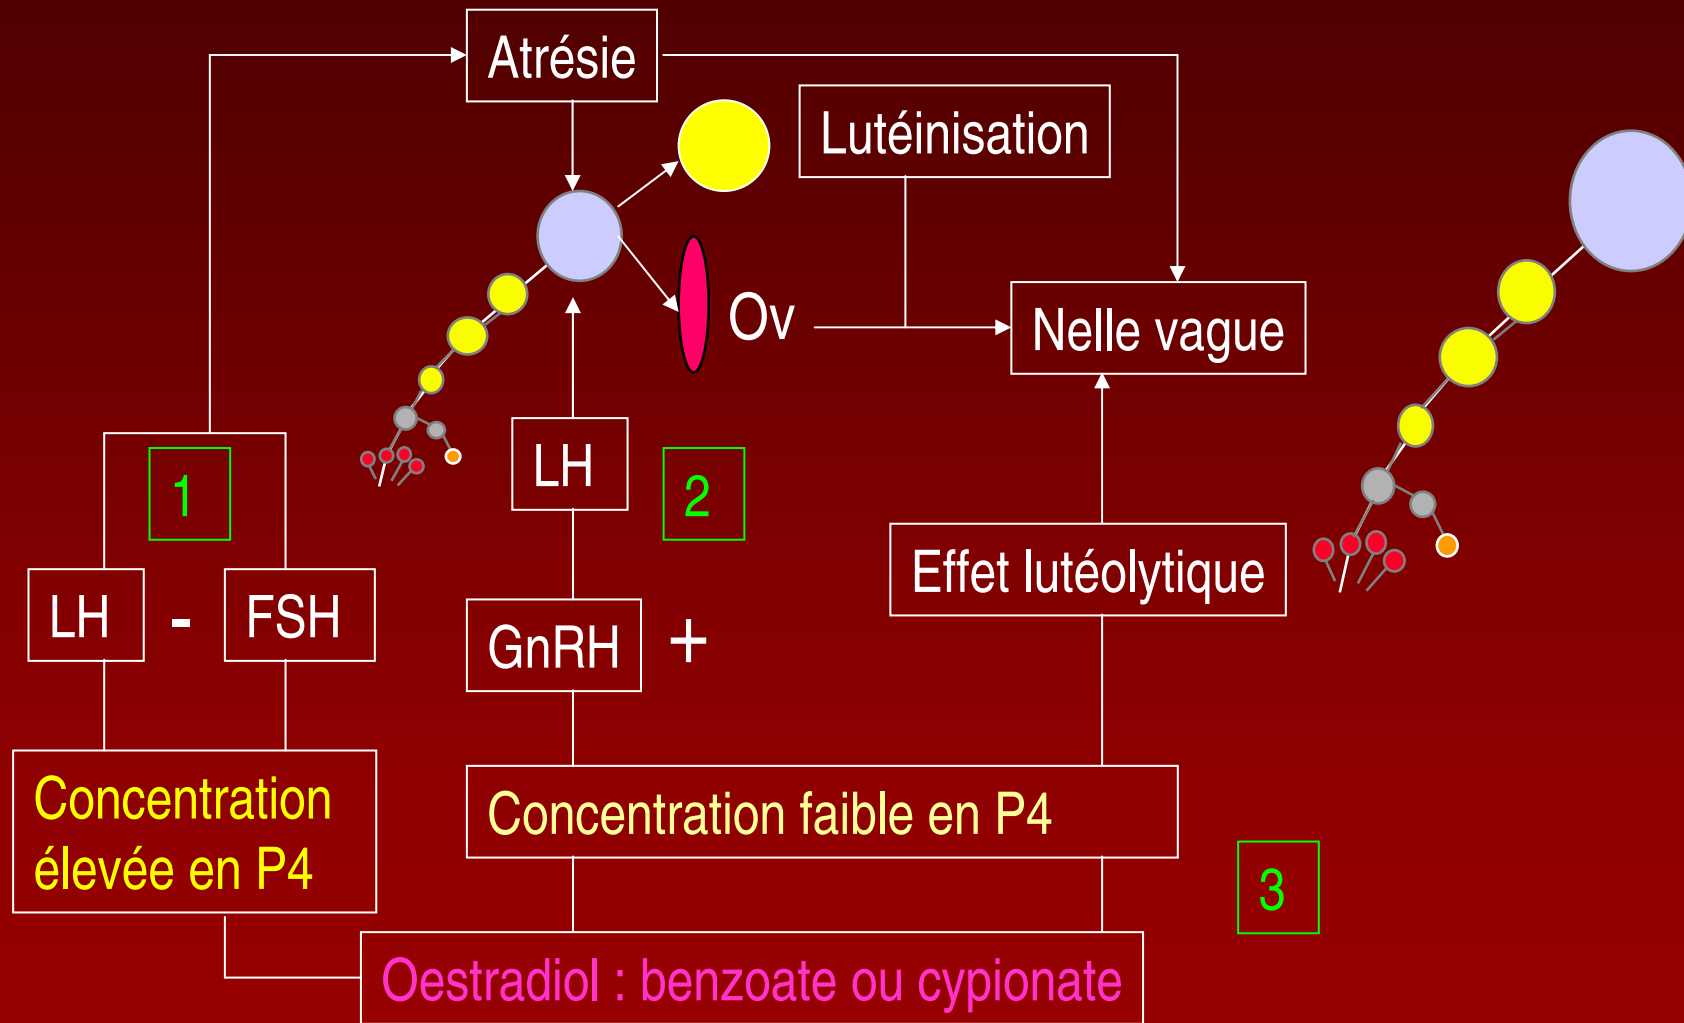 Atrésie
Lutéinisation
Ov
Nelle vague
1
LH
2
Effet lutéolytique
LH
-
FSH
GnRH
+
Concentration
élevée en P4
Concentration faible en P4
3
Oestradiol : benzoate ou cypionate